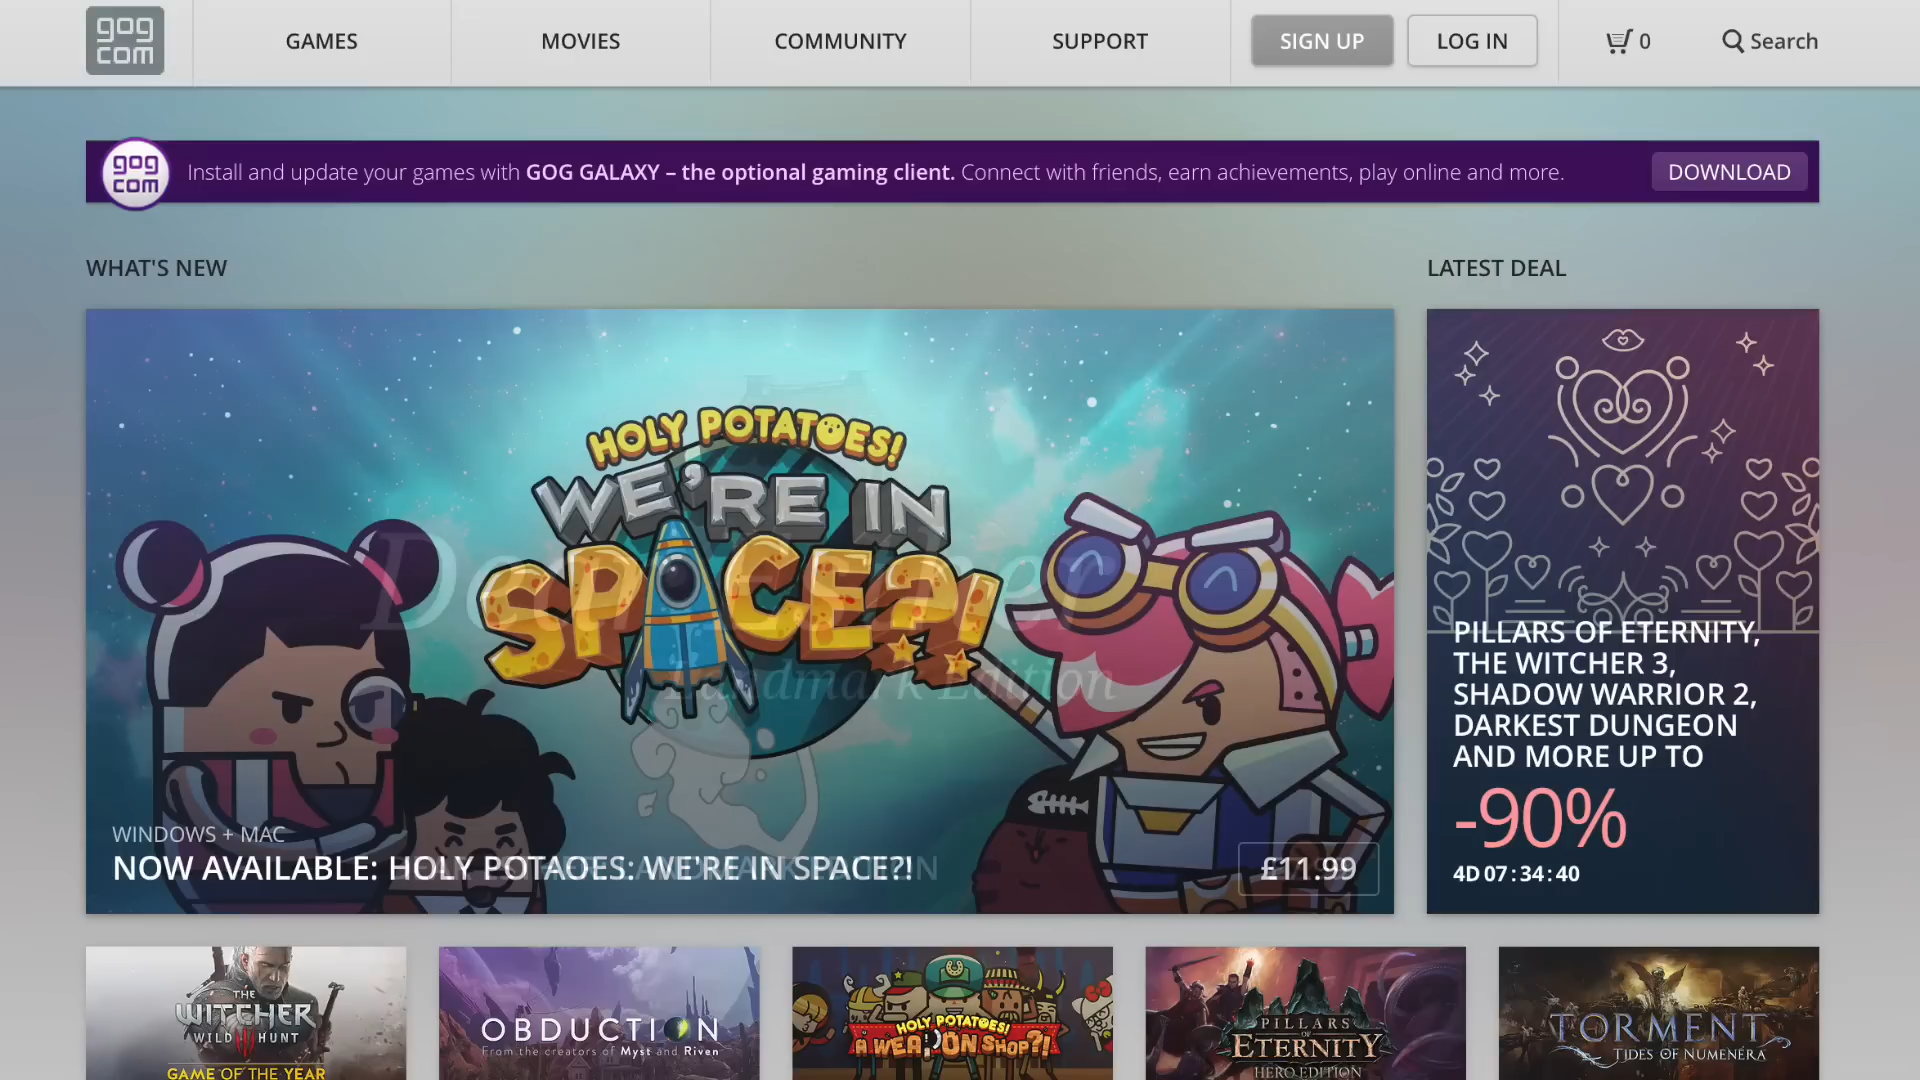 gog
com
GAMES
MOVIES
COMMUNITY
SUPPORT
SIGN UP
LOG IN
0
Search
gog
com
Install and update your games with GOG GALAXY – the optional gaming client. Connect with friends, earn achievements, play online and more.
DOWNLOAD
WHAT'S NEW
LATEST DEAL
HOLY POTATOES!
WE'RE IN
SPACE?!
Landmark Edition
WINDOWS + MAC
NOW AVAILABLE: HOLY POTATOES: WE'RE IN SPACE?!
£11.99
PILLARS OF ETERNITY,
THE WITCHER 3,
SHADOW WARRIOR 2,
DARKEST DUNGEON
AND MORE UP TO
-90%
4D 07:34:40
THE
WITCHER
WILD HUNT
GAME OF THE YEAR
OBDUCTION
From the creators of Myst and Riven
HOLY POTATOES!
A WEAPON SHOP?!
PILLARS
OF
ETERNITY
HERO EDITION
TORMENT
TIDES OF NUMENÉRA